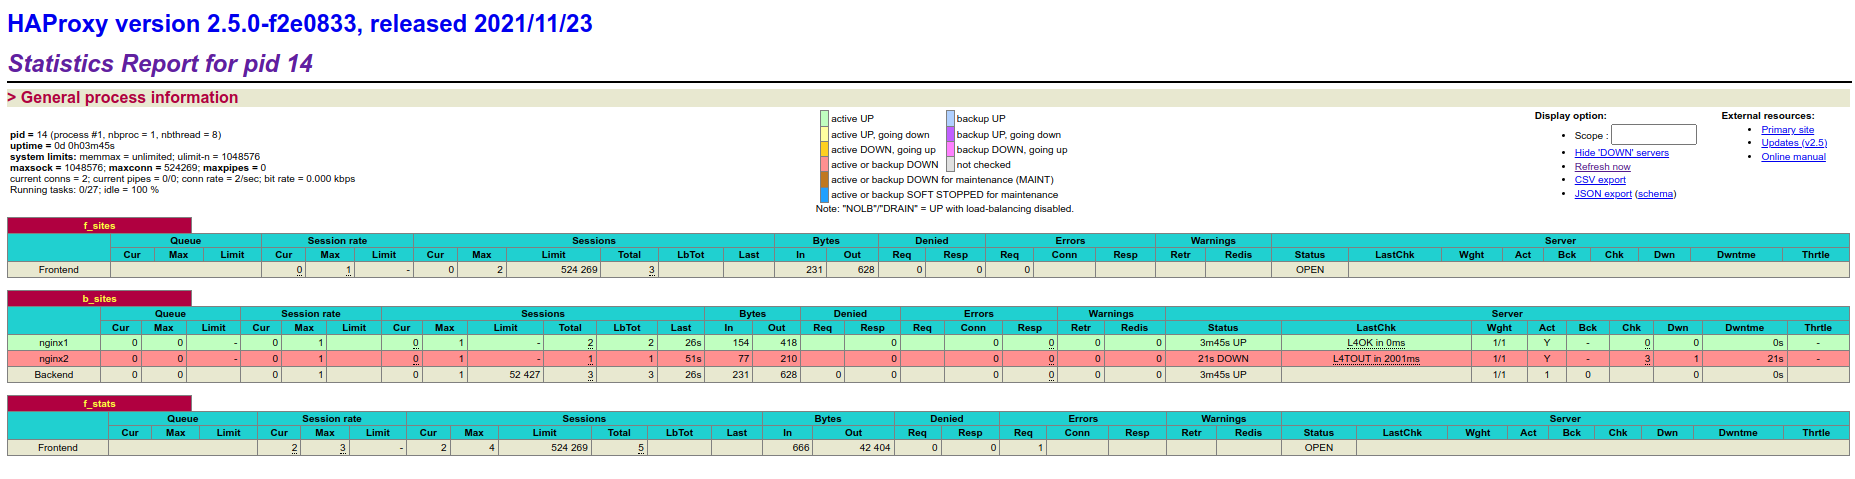 HAProxy version 2.5.0-f2e0833, released 2021/11/23
Statistics Report for pid 14
> General process information
pid = 14 (process #1, nbproc = 1, nbthread = 8)
uptime = 0d 0h03m45s
system limits: memmax = unlimited; ulimit-n = 1048576
maxsock = 1048576; maxconn = 524269; maxpipes = 0
current conns = 2; current pipes = 0/0; conn rate = 2/sec; bit rate = 0.000 kbps
Running tasks: 0/27; idle = 100 %
active UP backup UP
active UP, going down backup UP, going down
active DOWN, going up backup DOWN, going up
active or backup DOWN not checked
active or backup DOWN for maintenance (MAINT)
active or backup SOFT STOPPED for maintenance
Note: "NOLB"/"DRAIN" = UP with load-balancing disabled.
Display option:
Scope :
Hide 'DOWN' servers
Refresh now
CSV export
JSON export (schema)
External resources:
Primary site
Updates (v2.5)
Online manual
f_sites
Queue Session rate Sessions Bytes Denied Errors Warnings Server
Cur Max Limit Cur Max Limit Cur Max Limit Total LbTot Last In Out Req Resp Req Conn Resp Retr Redis Status LastChk Wght Act Bck Chk Dwn Dwntme Thrtle
Frontend 0 1 - 0 2 524 269 3 231 628 0 0 0 OPEN
b_sites
Queue Session rate Sessions Bytes Denied Errors Warnings Server
Cur Max Limit Cur Max Limit Cur Max Limit Total LbTot Last In Out Req Resp Req Conn Resp Retr Redis Status LastChk Wght Act Bck Chk Dwn Dwntme Thrtle
nginx1 0 0 - 0 1 0 1 - 2 2 26s 154 418 0 0 0 0 0 3m45s UP L4OK in 0ms 1/1 Y - 0 0 0s -
nginx2 0 0 - 0 1 0 1 - 1 1 51s 77 210 0 0 0 0 0 21s DOWN L4TOUT in 2001ms 1/1 Y - 3 1 21s -
Backend 0 0 0 1 0 1 52 427 3 3 26s 231 628 0 0 0 0 0 0 3m45s UP 1/1 1 0 0 0s
f_stats
Queue Session rate Sessions Bytes Denied Errors Warnings Server
Cur Max Limit Cur Max Limit Cur Max Limit Total LbTot Last In Out Req Resp Req Conn Resp Retr Redis Status LastChk Wght Act Bck Chk Dwn Dwntme Thrtle
Frontend 2 3 - 2 4 524 269 5 666 42 404 0 0 1 OPEN